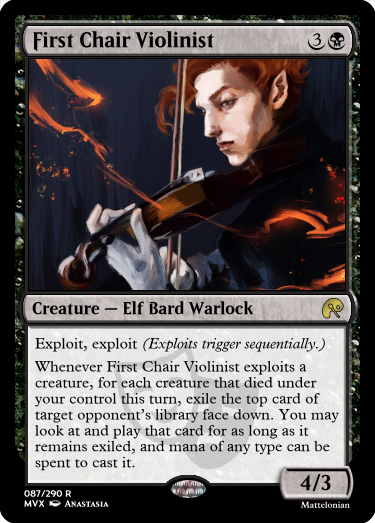 First Chair Violinist 3
Creature — Elf Bard Warlock
Exploit, exploit (Exploits trigger sequentially.)
Whenever First Chair Violinist exploits a
creature, for each creature that died under
your control this turn, exile the top card of
target opponent's library face down. You may
look and play that card for as long as it
remains exiled, and mana of any type can be
spent to cast it.
4/3
087/290 R
MVX ANASTASIA
Mattelonian